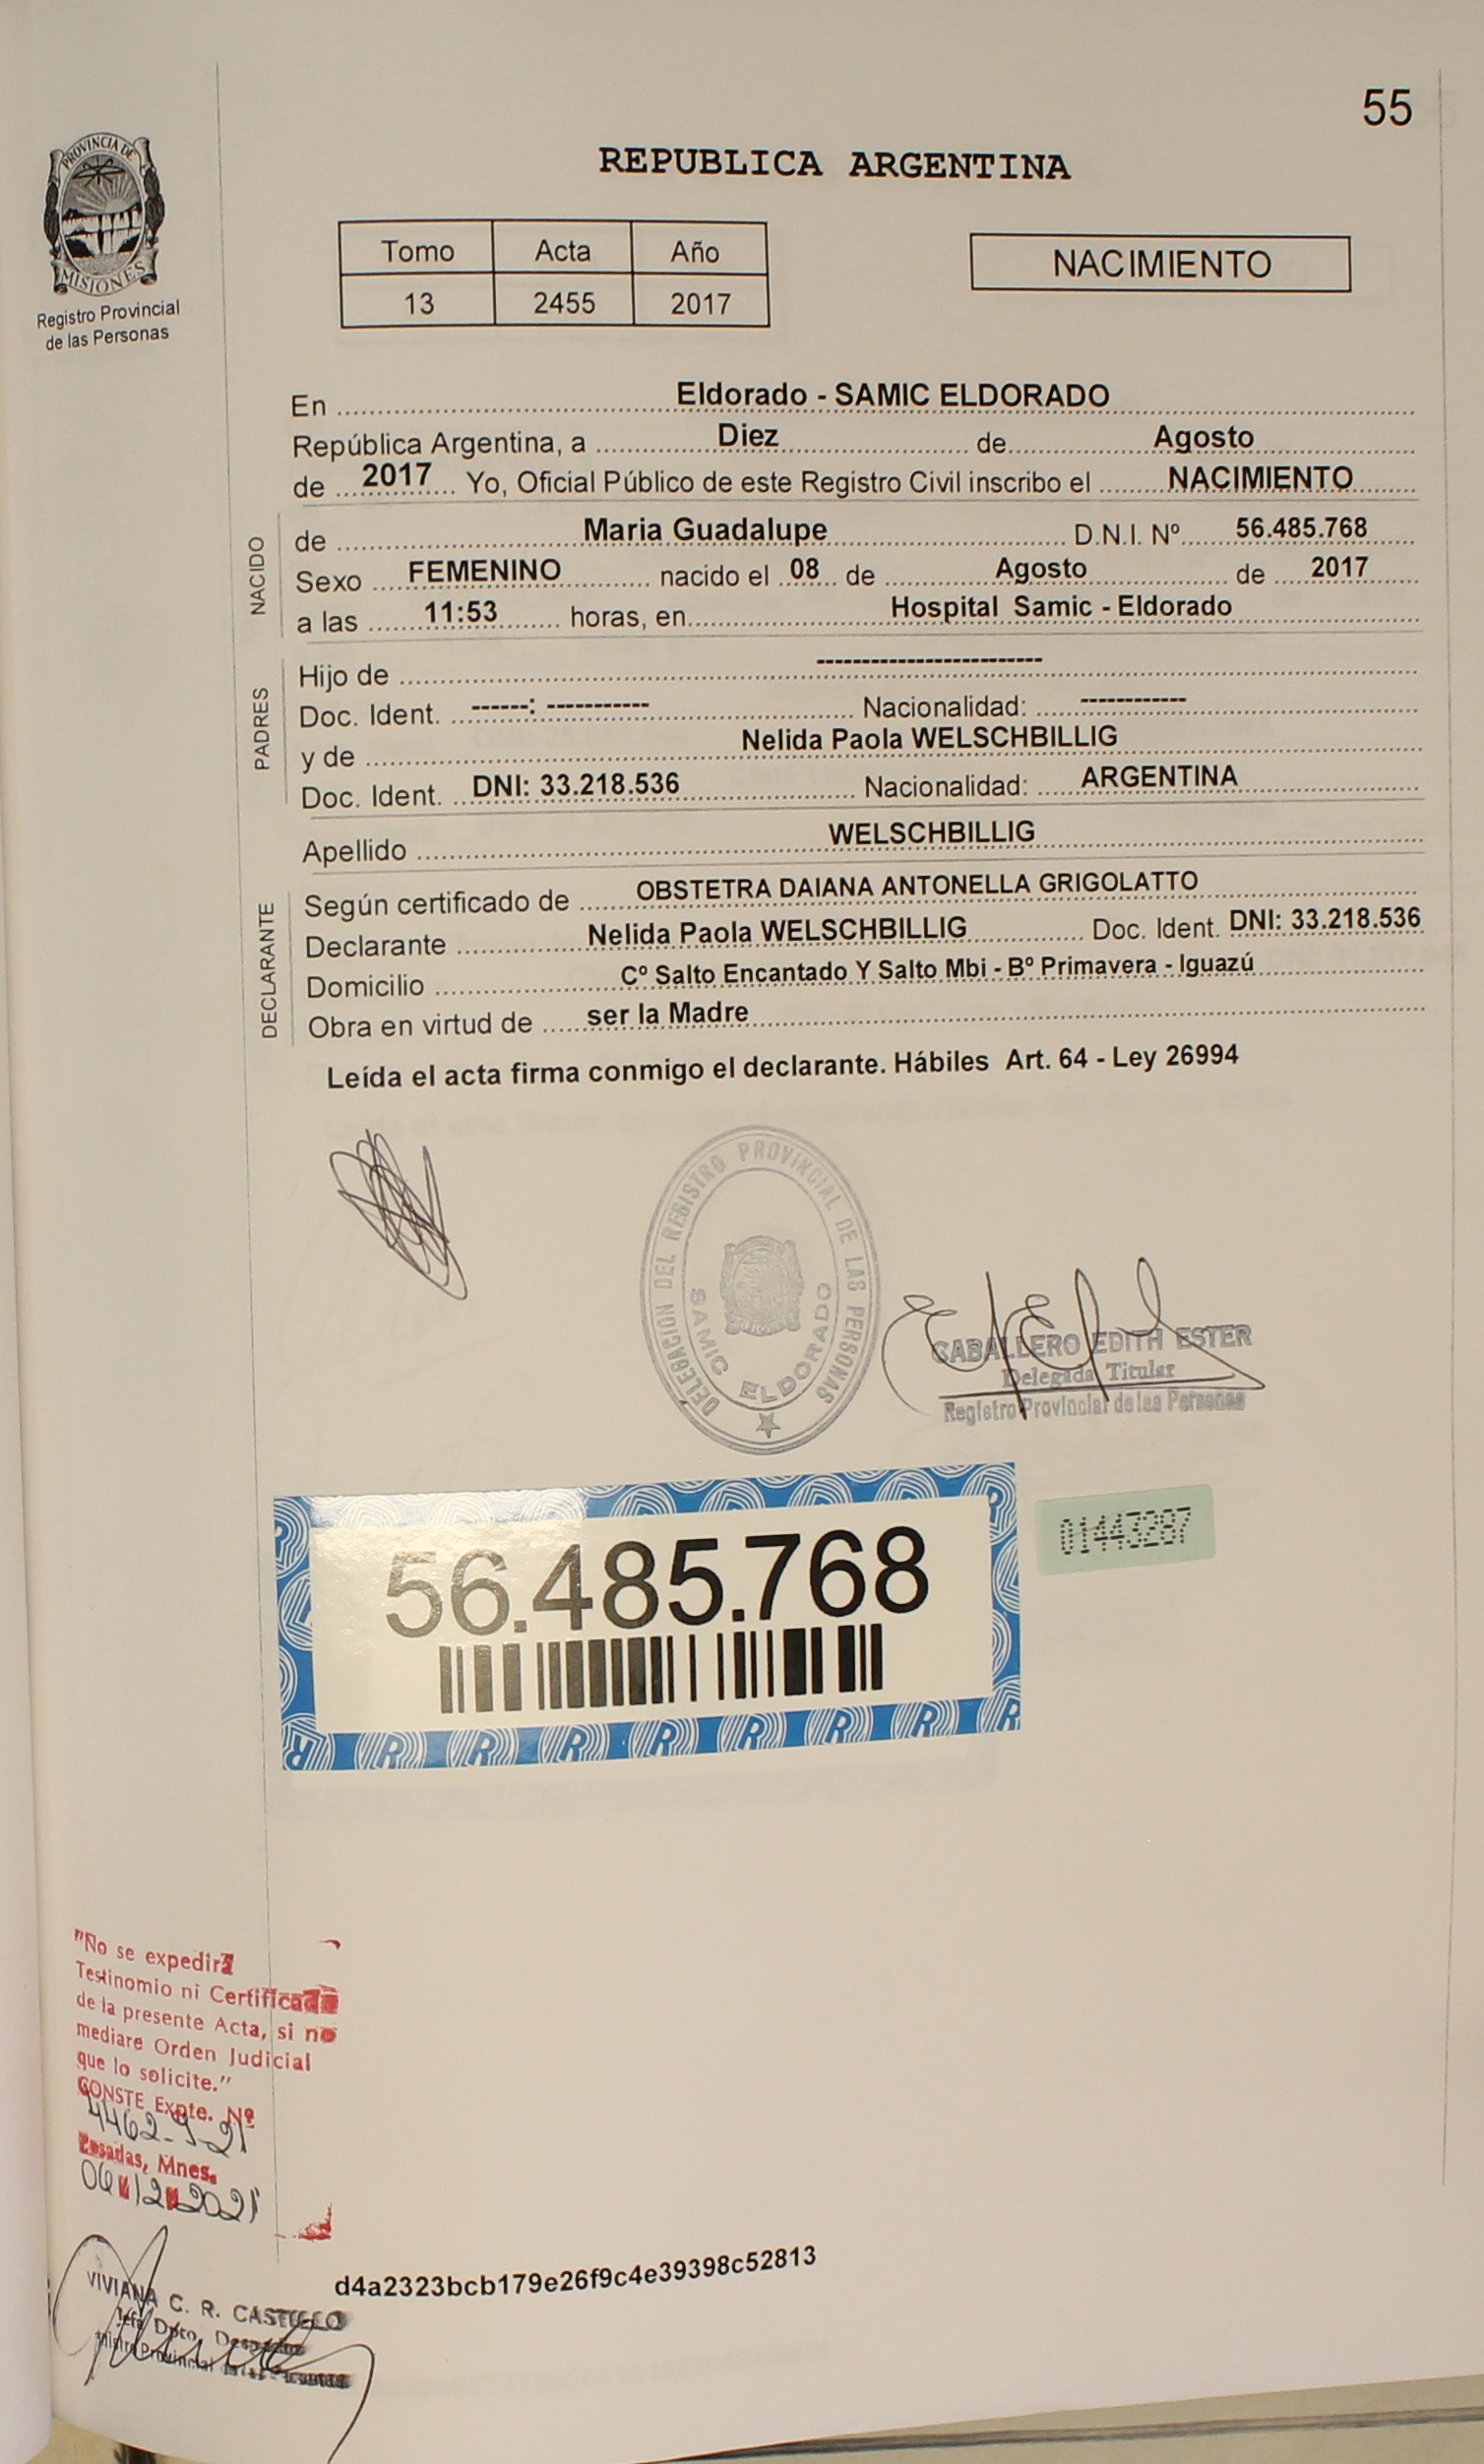 55
PROVINCIA DE
MISIONES
Registro Provincial
de las Personas
REPUBLICA ARGENTINA
Tomo Acta Año
13 2455 2017
NACIMIENTO
En Eldorado - SAMIC ELDORADO
República Argentina, a Diez de Agosto
de 2017 Yo, Oficial Público de este Registro Civil inscribo el NACIMIENTO
NACIDO
de Maria Guadalupe D.N.I. Nº 56.485.768
Sexo FEMENINO nacido el 08 de Agosto de 2017
a las 11:53 horas, en Hospital Samic - Eldorado
PADRES
Hijo de -------------------------
Doc. Ident. ------: ----------- Nacionalidad: ------------
y de Nelida Paola WELSCHBILLIG
Doc. Ident. DNI: 33.218.536 Nacionalidad: ARGENTINA
Apellido WELSCHBILLIG
DECLARANTE
Según certificado de OBSTETRA DAIANA ANTONELLA GRIGOLATTO
Declarante Nelida Paola WELSCHBILLIG Doc. Ident. DNI: 33.218.536
Domicilio Cº Salto Encantado Y Salto Mbi - Bº Primavera - Iguazú
Obra en virtud de ser la Madre
Leída el acta firma conmigo el declarante. Hábiles Art. 64 - Ley 26994
DELEGACION DEL REGISTRO PROVINCIAL DE LAS PERSONAS
SAMIC ELDORADO
CABALLERO EDITH ESTER
Delegada Titular
Registro Provincial de las Personas
56.485.768
01443287
"No se expedirá
Testinomio ni Certificado
de la presente Acta, si no
mediare Orden Judicial
que lo solicite."
CONSTE Expte. Nº
4462-9-21
Posadas, Mnes.
06 12 2021
d4a2323bcb179e26f9c4e39398c52813
VIVIANA C. R. CASTILLO
Jefa Dpto. Despacho
Provincial